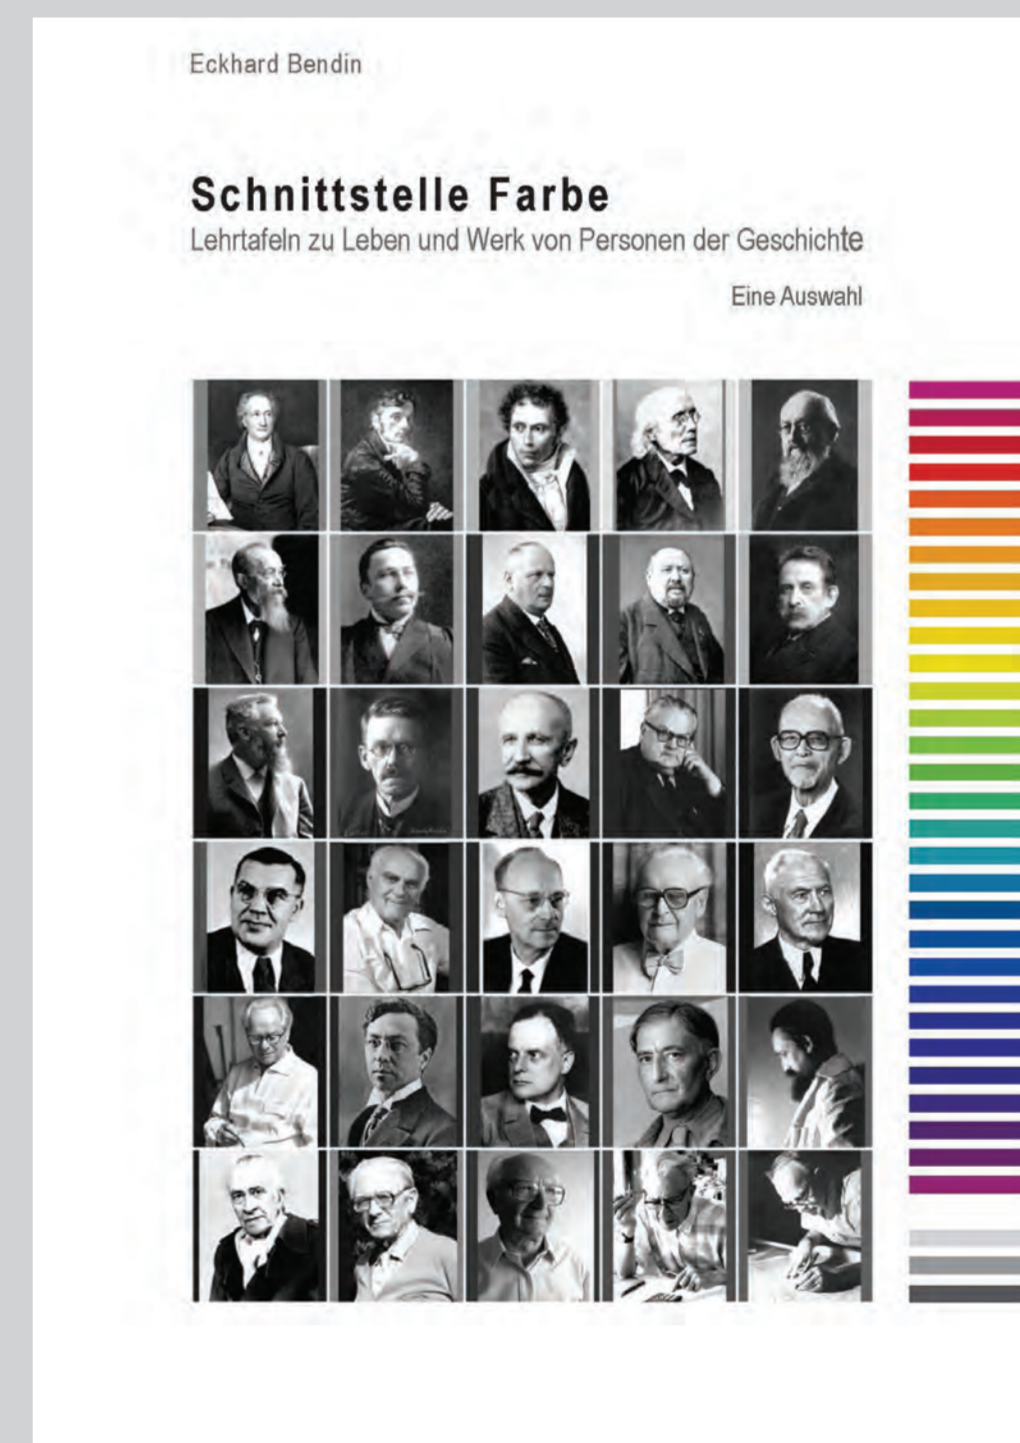 Eckhard Bendin
Schnittstelle Farbe
Lehrtafeln zu Leben und Werk von Personen der Geschichte
Eine Auswahl